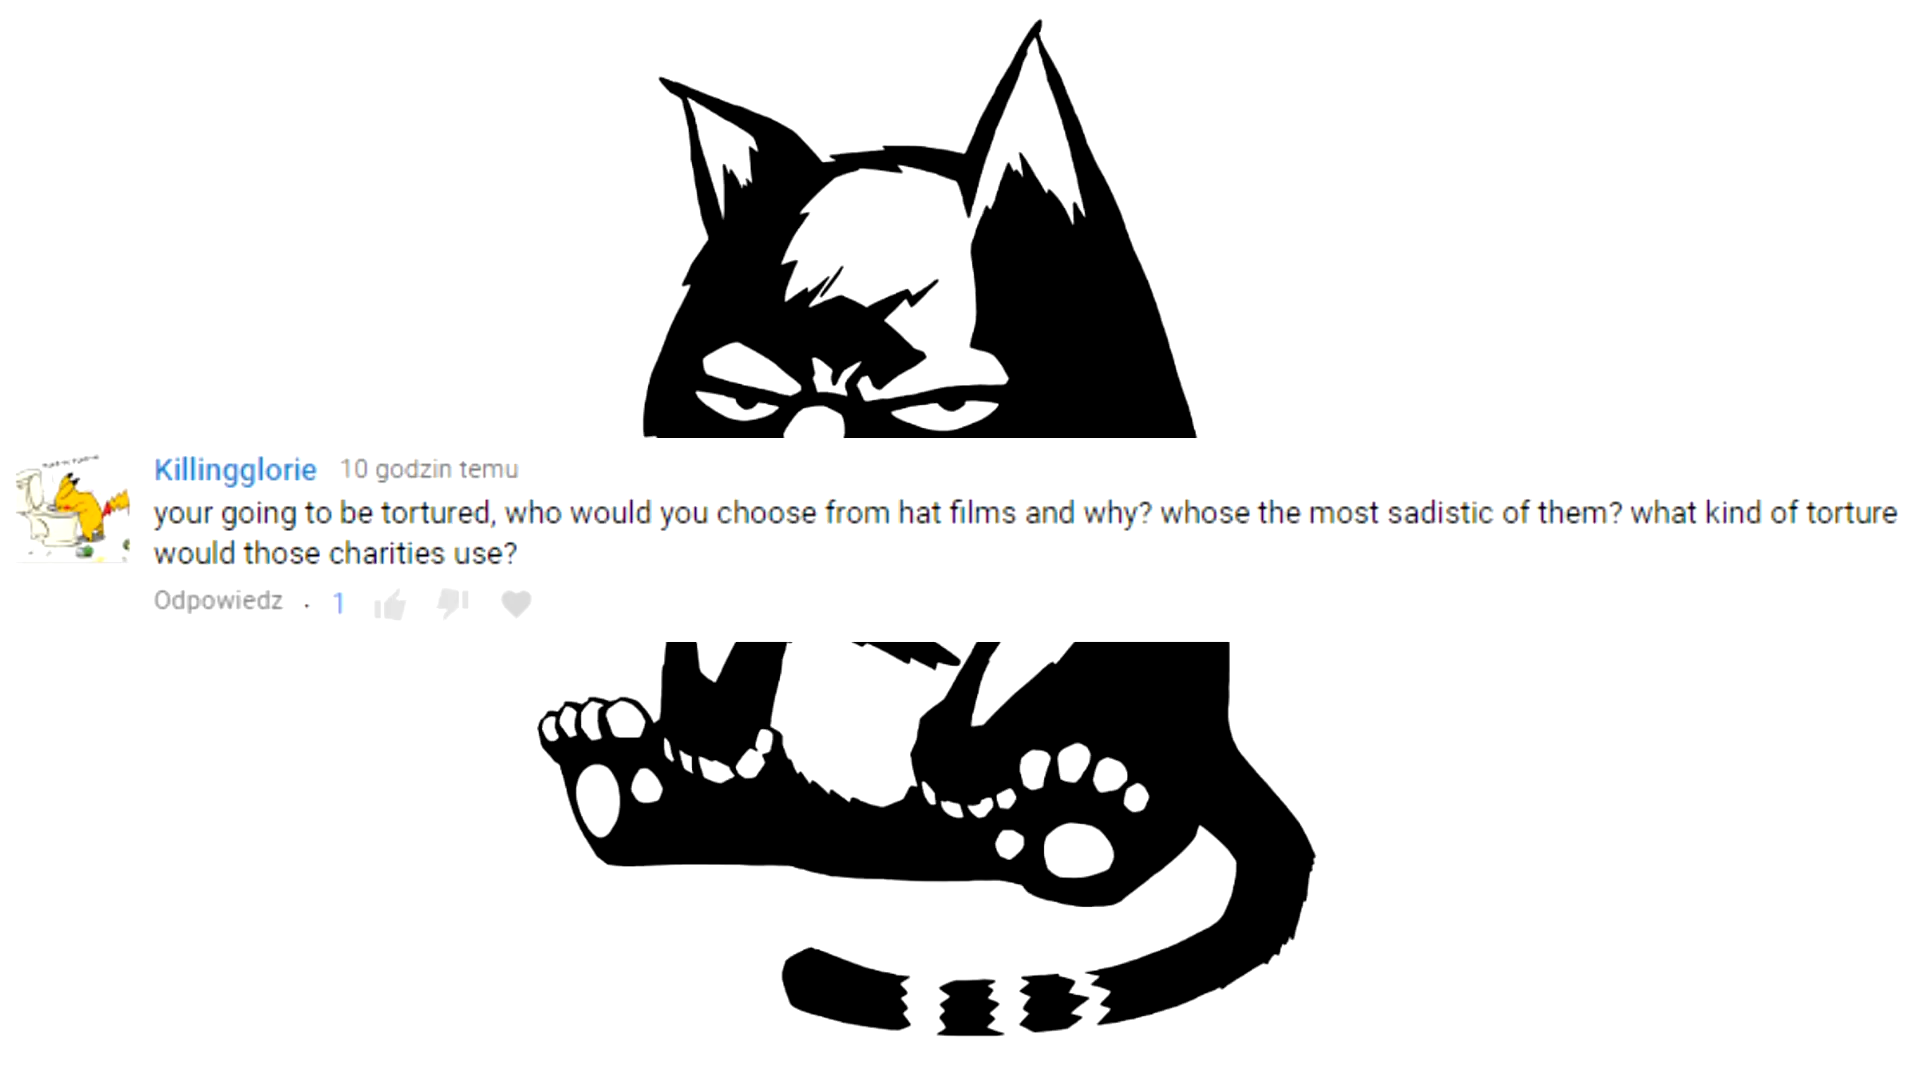 Killingglorie 10 godzin temu
your going to be tortured, who would you choose from hat films and why? whose the most sadistic of them? what kind of torture
would those charities use?
Odpowiedz . 1